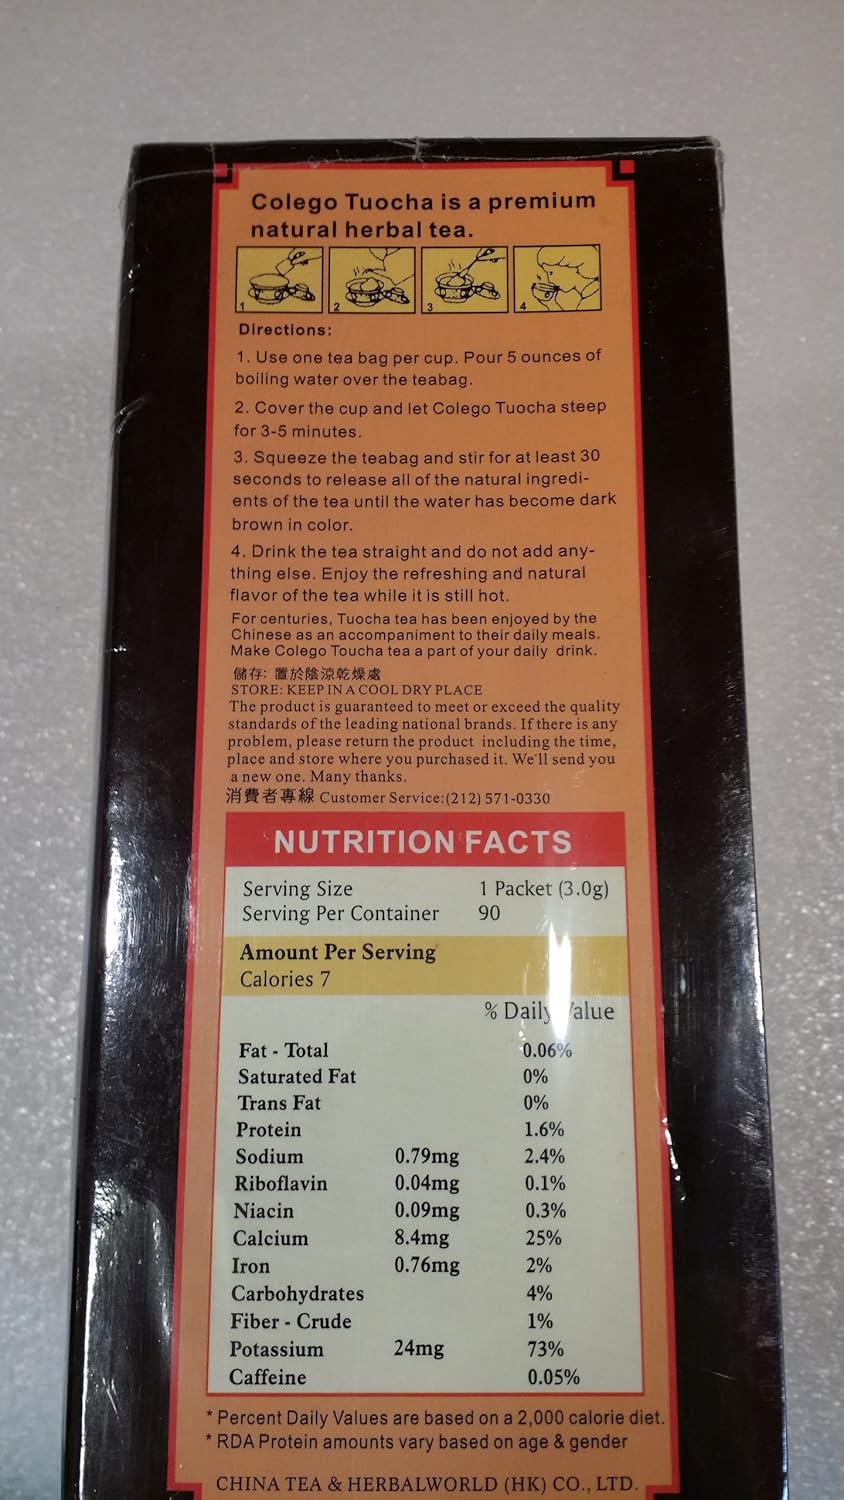 Colego Tuocha is a premium
natural herbal tea.
1 2 3 4
Directions:
1. Use one tea bag per cup. Pour 5 ounces of
boiling water over the teabag.
2. Cover the cup and let Colego Tuocha steep
for 3-5 minutes.
3. Squeeze the teabag and stir for at least 30
seconds to release all of the natural ingredi-
ents of the tea until the water has become dark
brown in color.
4. Drink the tea straight and do not add any-
thing else. Enjoy the refreshing and natural
flavor of the tea while it is still hot.
For centuries, Tuocha tea has been enjoyed by the
Chinese as an accompaniment to their daily meals.
Make Colego Toucha tea a part of your daily drink.
儲存: 置於陰涼乾燥處
STORE: KEEP IN A COOL DRY PLACE
The product is guaranteed to meet or exceed the quality
standards of the leading national brands. If there is any
problem, please return the product including the time,
place and store where you purchased it. We'll send you
a new one. Many thanks.
消費者專線 Customer Service:(212) 571-0330
NUTRITION FACTS
Serving Size 1 Packet (3.0g)
Serving Per Container 90
Amount Per Serving
Calories 7
% Daily Value
Fat - Total 0.06%
Saturated Fat 0%
Trans Fat 0%
Protein 1.6%
Sodium 0.79mg 2.4%
Riboflavin 0.04mg 0.1%
Niacin 0.09mg 0.3%
Calcium 8.4mg 25%
Iron 0.76mg 2%
Carbohydrates 4%
Fiber - Crude 1%
Potassium 24mg 73%
Caffeine 0.05%
* Percent Daily Values are based on a 2,000 calorie diet.
* RDA Protein amounts vary based on age & gender
CHINA TEA & HERBALWORLD (HK) CO., LTD.